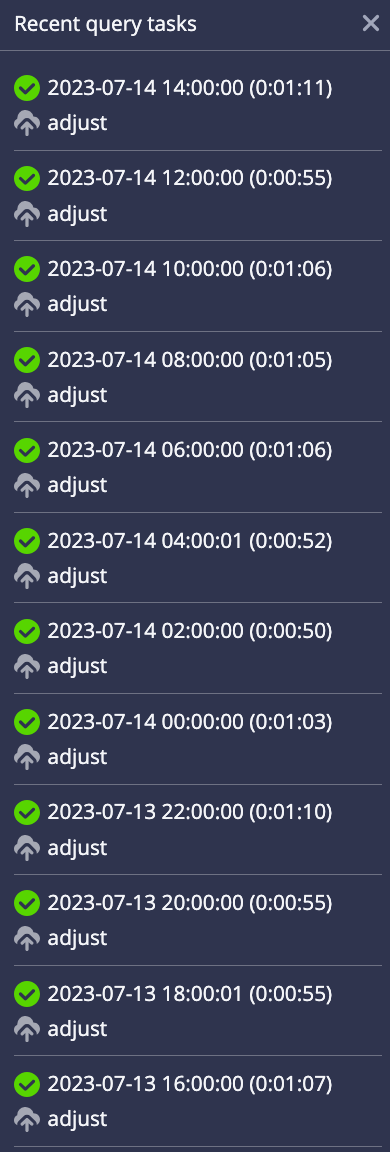 Recent query tasks
2023-07-14 14:00:00 (0:01:11)
adjust
2023-07-14 12:00:00 (0:00:55)
adjust
2023-07-14 10:00:00 (0:01:06)
adjust
2023-07-14 08:00:00 (0:01:05)
adjust
2023-07-14 06:00:00 (0:01:06)
adjust
2023-07-14 04:00:01 (0:00:52)
adjust
2023-07-14 02:00:00 (0:00:50)
adjust
2023-07-14 00:00:00 (0:01:03)
adjust
2023-07-13 22:00:00 (0:01:10)
adjust
2023-07-13 20:00:00 (0:00:55)
adjust
2023-07-13 18:00:01 (0:00:55)
adjust
2023-07-13 16:00:00 (0:01:07)
adjust